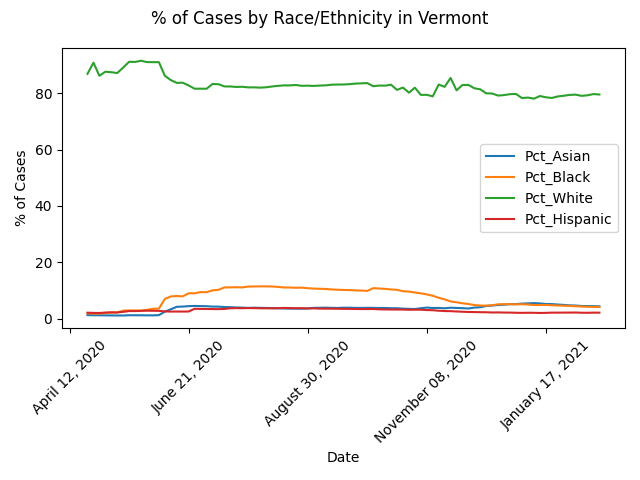 % of Cases by Race/Ethnicity in Vermont
% of Cases
80
60
40
20
0
Pct_Asian
Pct_Black
Pct_White
Pct_Hispanic
April 12, 2020
June 21, 2020
August 30, 2020
November 08, 2020
January 17, 2021
Date